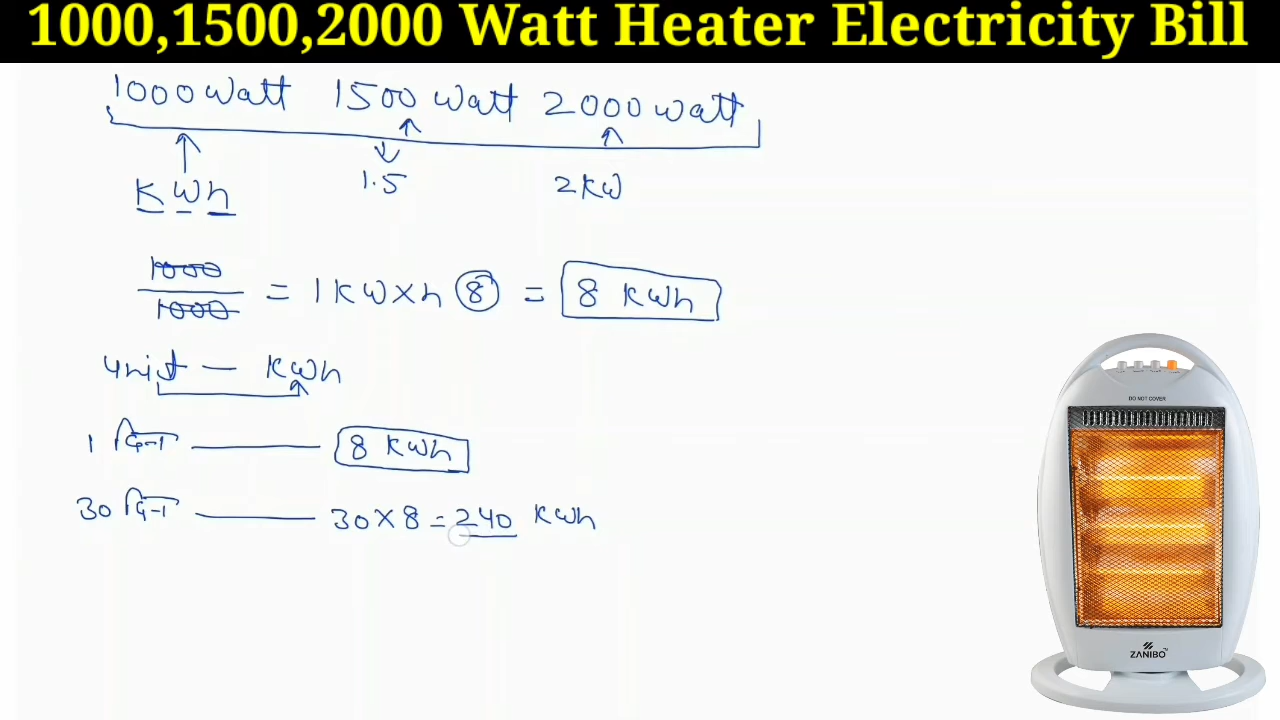 1000,1500,2000 Watt Heater Electricity Bill
1000 watt 1500 watt 2000 watt
KWh 1.5 2KW
1000
1000 = 1 KW X h 8 = 8 KWh
unit — KWh
1 दिन — 8 KWh
30 दिन — 30 X 8 = 240 KWh
DO NOT COVER
ZANIBO